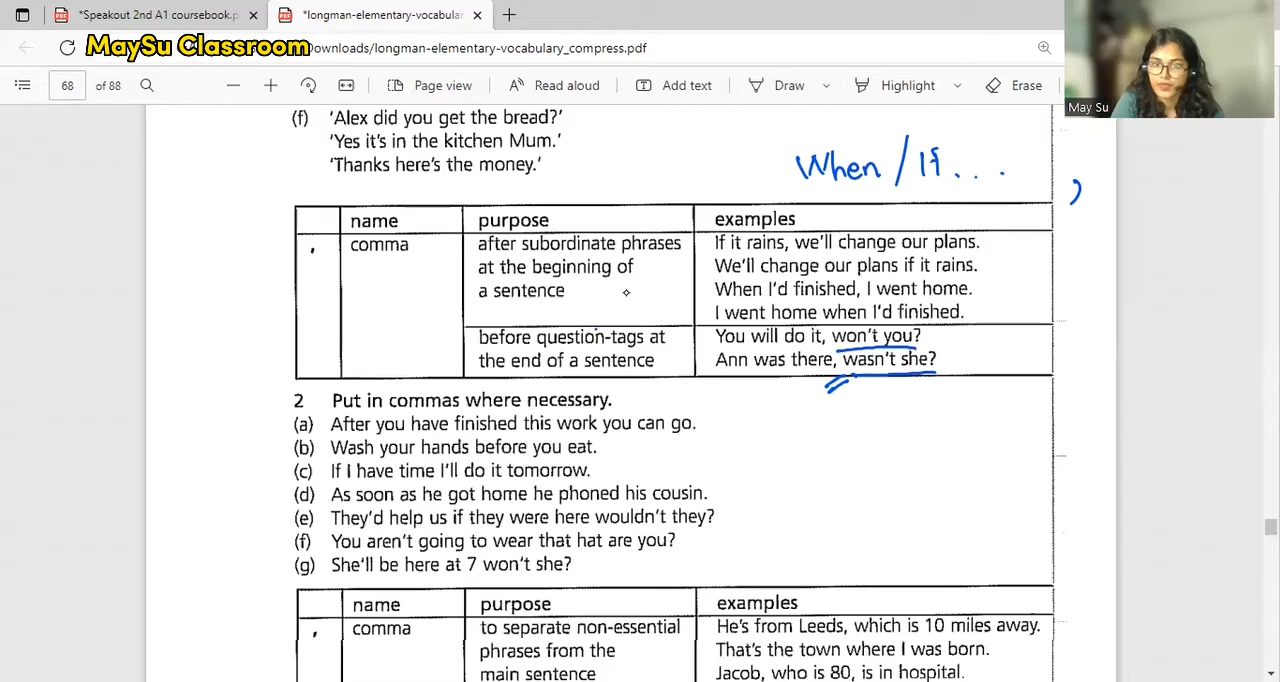 *Speakout 2nd A1 coursebook.p
*longman-elementary-vocabular
MaySu Classroom
Downloads/longman-elementary-vocabulary_compress.pdf
68 of 88
Page view
Read aloud
Add text
Draw
Highlight
Erase
May Su
(f) 'Alex did you get the bread?'
'Yes it's in the kitchen Mum.'
'Thanks here's the money.'
When / If . . . ,
name purpose examples
, comma after subordinate phrases If it rains, we'll change our plans.
at the beginning of We'll change our plans if it rains.
a sentence When I'd finished, I went home.
I went home when I'd finished.
before question-tags at You will do it, won't you?
the end of a sentence Ann was there, wasn't she?
2 Put in commas where necessary.
(a) After you have finished this work you can go.
(b) Wash your hands before you eat.
(c) If I have time I'll do it tomorrow.
(d) As soon as he got home he phoned his cousin.
(e) They'd help us if they were here wouldn't they?
(f) You aren't going to wear that hat are you?
(g) She'll be here at 7 won't she?
name purpose examples
, comma to separate non-essential He's from Leeds, which is 10 miles away.
phrases from the That's the town where I was born.
main sentence Jacob, who is 80, is in hospital.